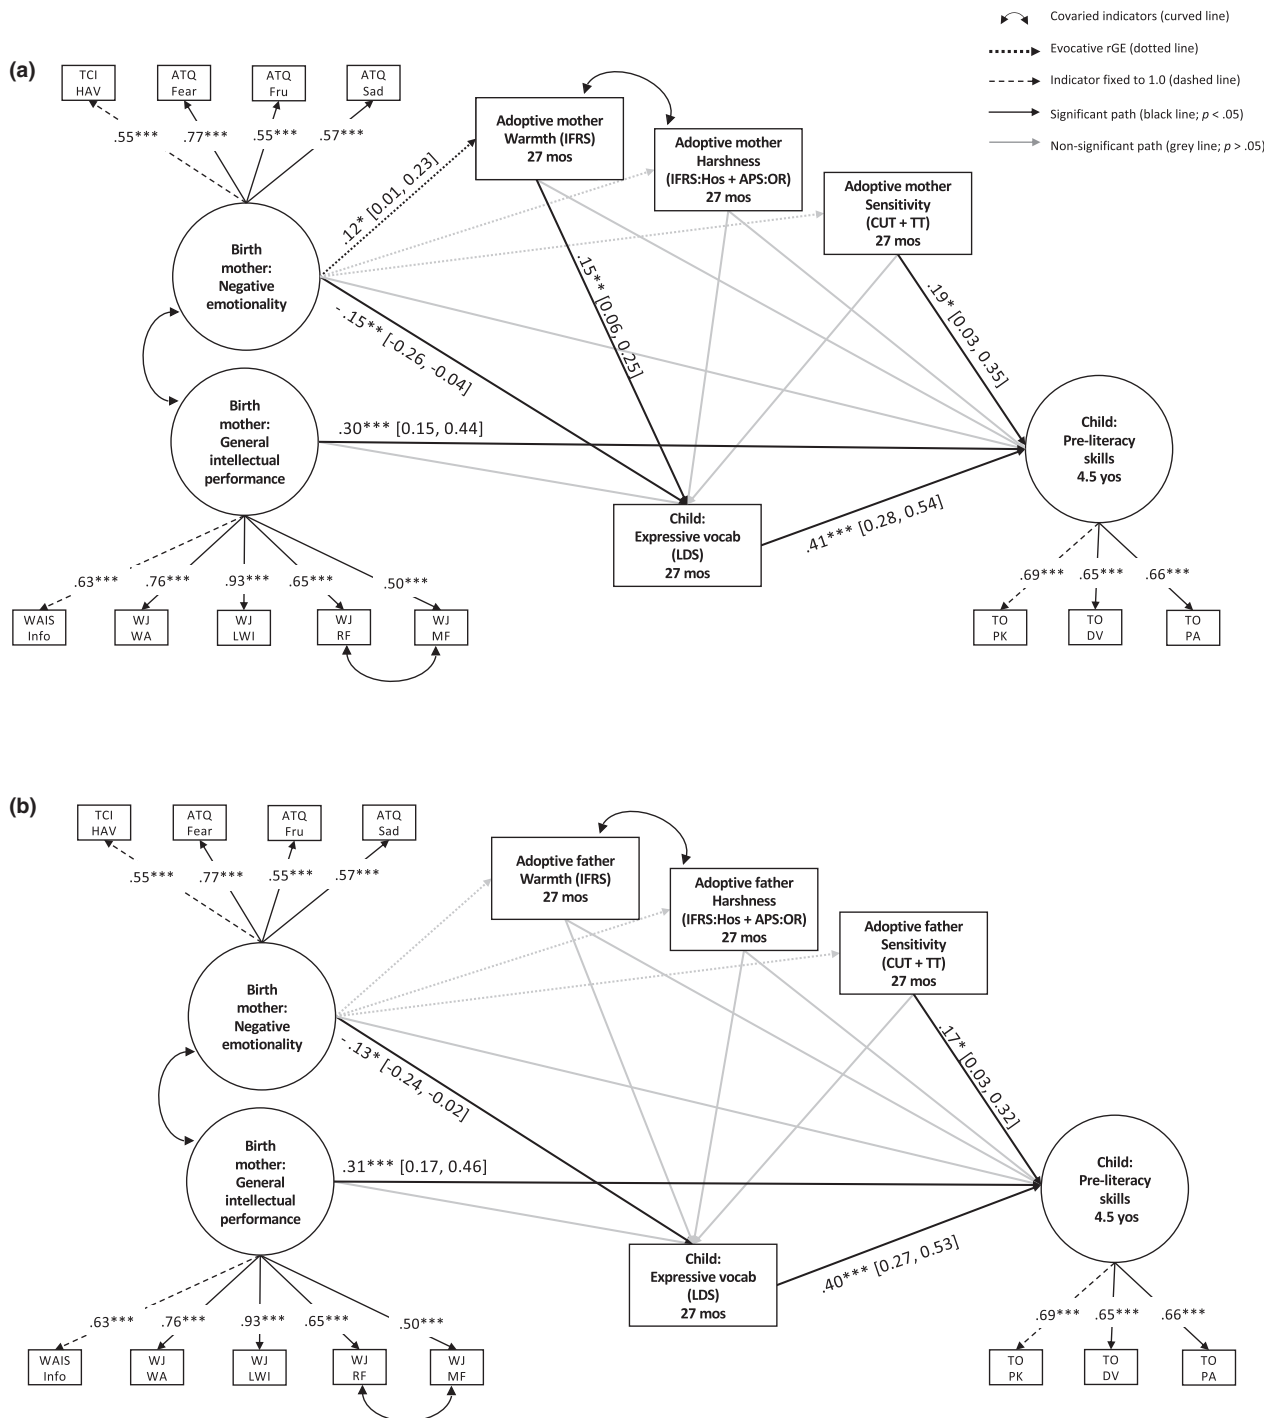 Covaried indicators (curved line)
Evocative rGE (dotted line)
Indicator fixed to 1.0 (dashed line)
Significant path (black line; p < .05)
Non-significant path (grey line; p > .05)
(a)
TCI
HAV
ATQ
Fear
ATQ
Fru
ATQ
Sad
.55***
.77***
.55***
.57***
Adoptive mother
Warmth (IFRS)
27 mos
Adoptive mother
Harshness
(IFRS:Hos + APS:OR)
27 mos
Adoptive mother
Sensitivity
(CUT + TT)
27 mos
Birth
mother:
Negative
emotionality
.12* [0.01, 0.23]
.15** [0.06, 0.25]
.19* [0.03, 0.35]
- .15** [-0.26, -0.04]
Birth
mother:
General
intellectual
performance
.30*** [0.15, 0.44]
Child:
Pre-literacy
skills
4.5 yos
Child:
Expressive vocab
(LDS)
27 mos
.41*** [0.28, 0.54]
.63***
.76***
.93***
.65***
.50***
WAIS
Info
WJ
WA
WJ
LWI
WJ
RF
WJ
MF
.69***
.65***
.66***
TO
PK
TO
DV
TO
PA
(b)
TCI
HAV
ATQ
Fear
ATQ
Fru
ATQ
Sad
.55***
.77***
.55***
.57***
Adoptive father
Warmth (IFRS)
27 mos
Adoptive father
Harshness
(IFRS:Hos + APS:OR)
27 mos
Adoptive father
Sensitivity
(CUT + TT)
27 mos
Birth
mother:
Negative
emotionality
- .13* [-0.24, -0.02]
.17* [0.03, 0.32]
Birth
mother:
General
intellectual
performance
.31*** [0.17, 0.46]
Child:
Pre-literacy
skills
4.5 yos
Child:
Expressive vocab
(LDS)
27 mos
.40*** [0.27, 0.53]
.63***
.76***
.93***
.65***
.50***
WAIS
Info
WJ
WA
WJ
LWI
WJ
RF
WJ
MF
.69***
.65***
.66***
TO
PK
TO
DV
TO
PA